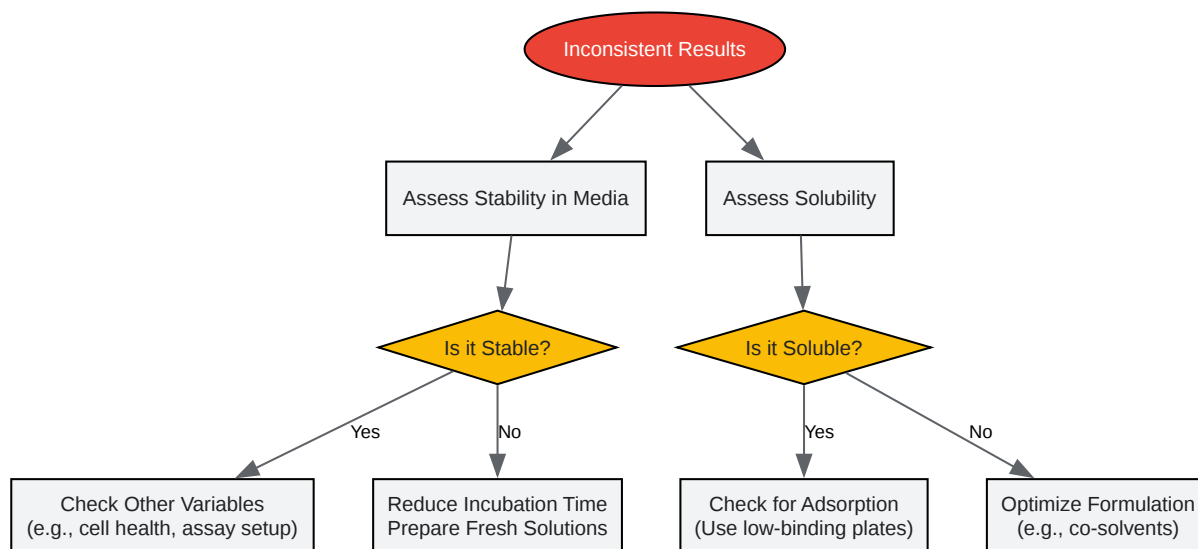 Inconsistent Results
Assess Stability in Media
Assess Solubility
Is it Stable?
Is it Soluble?
Yes
No
Yes
No
Check Other Variables
(e.g., cell health, assay setup)
Reduce Incubation Time
Prepare Fresh Solutions
Check for Adsorption
(Use low-binding plates)
Optimize Formulation
(e.g., co-solvents)